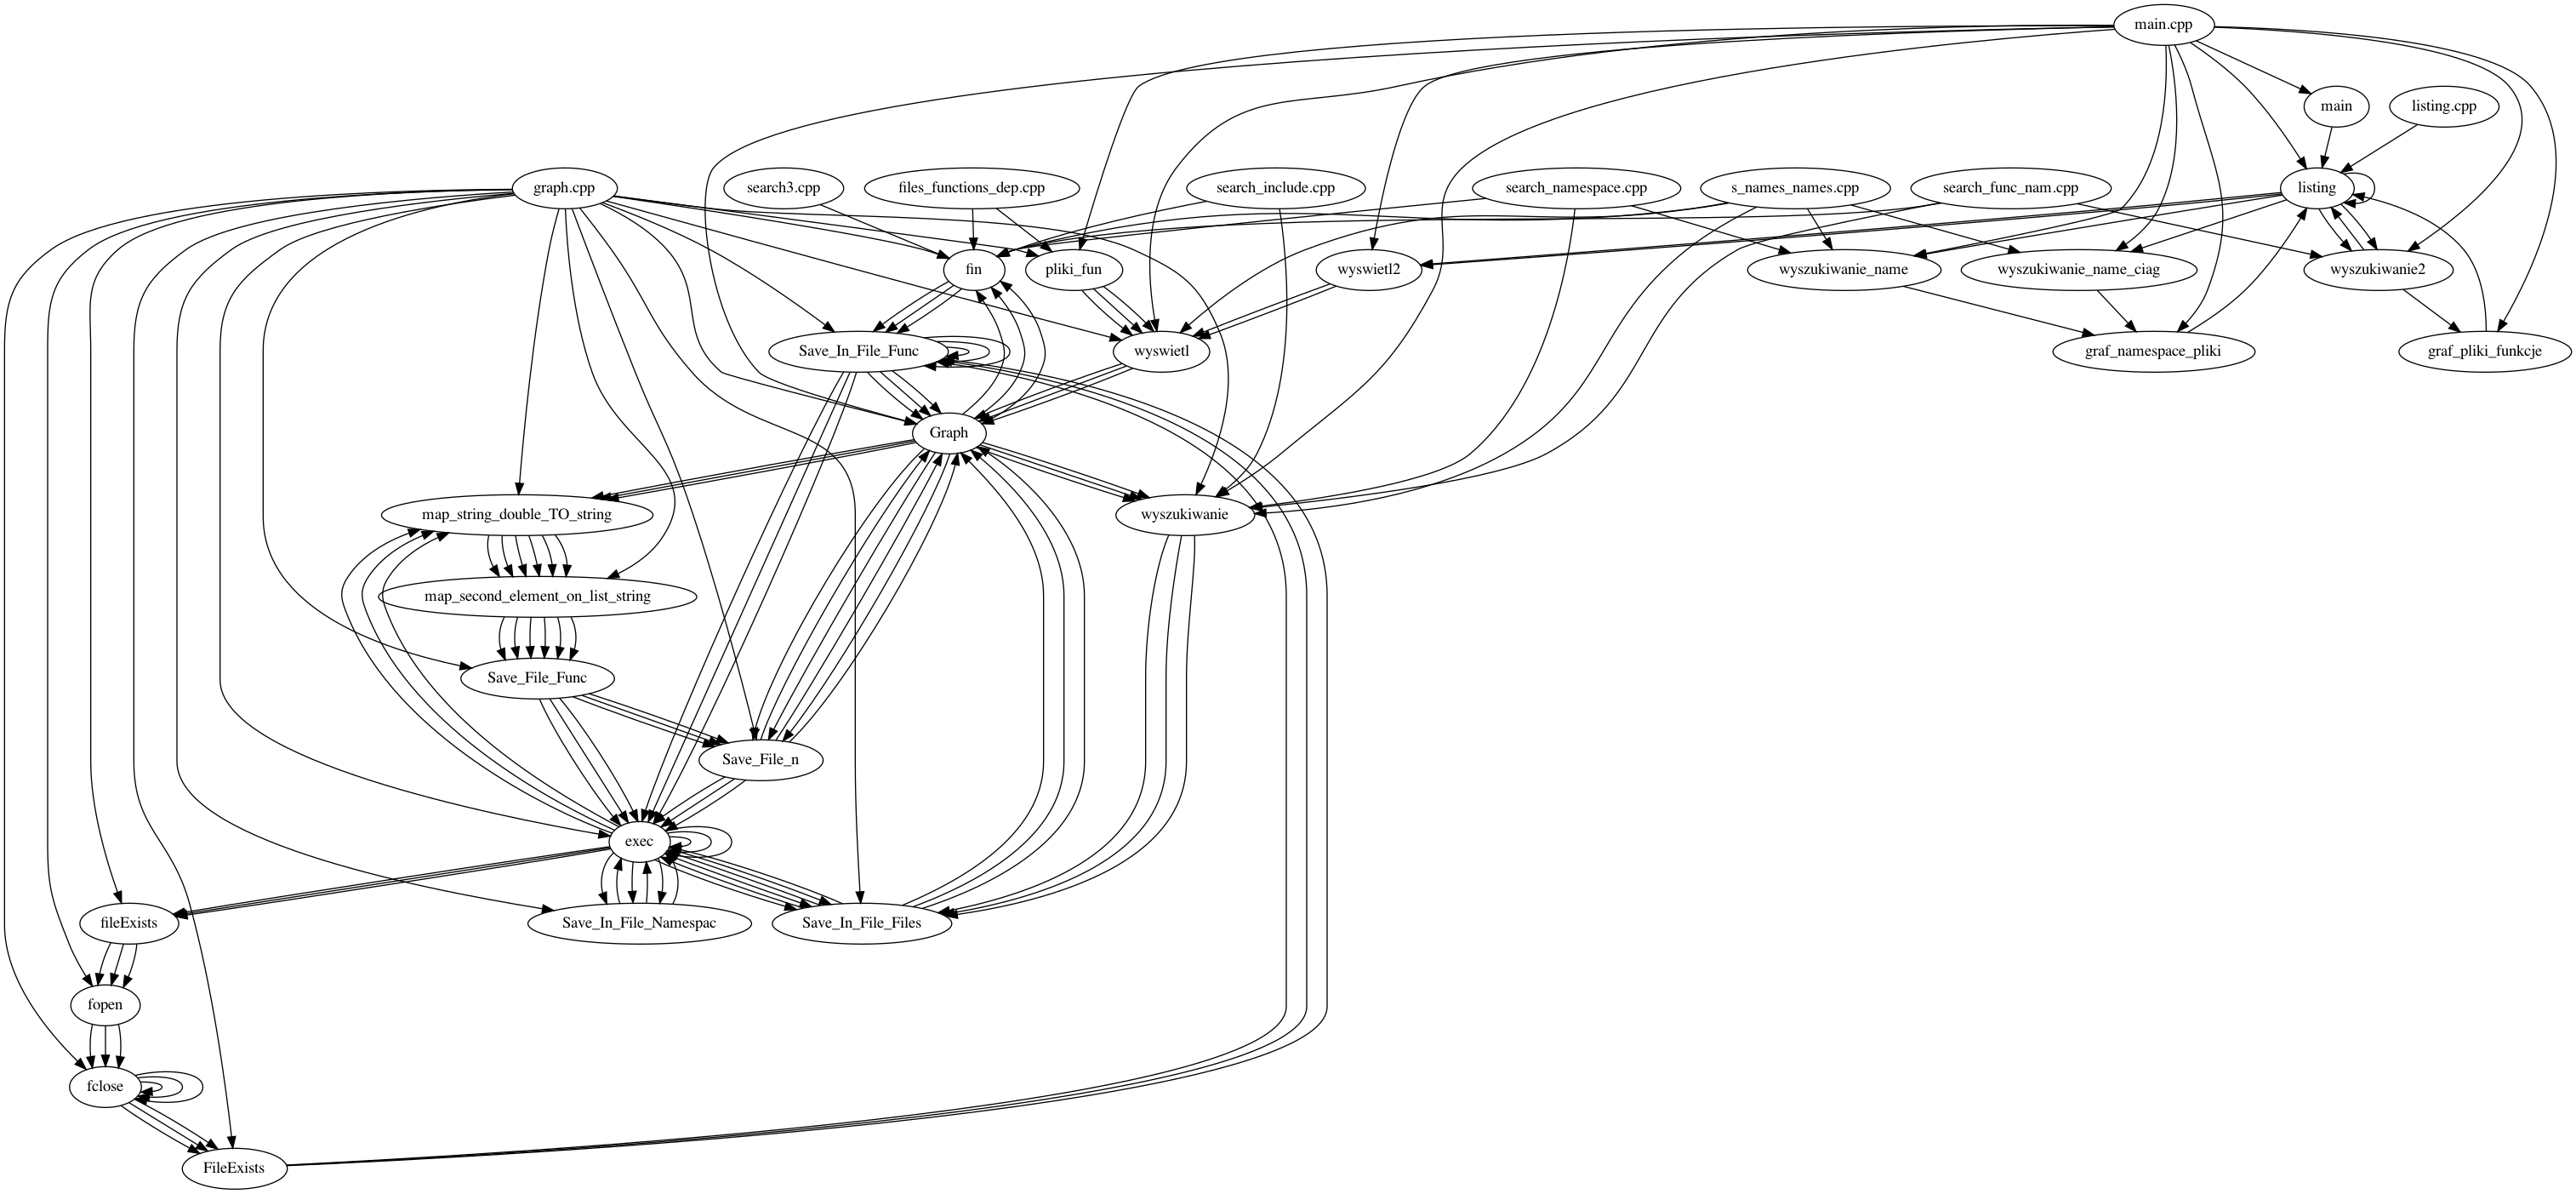 main.cpp
main
listing.cpp
graph.cpp
search3.cpp
files_functions_dep.cpp
search_include.cpp
search_namespace.cpp
s_names_names.cpp
search_func_nam.cpp
listing
fin
pliki_fun
wyswietl2
wyszukiwanie_name
wyszukiwanie_name_ciag
wyszukiwanie2
Save_In_File_Func
wyswietl
graf_namespace_pliki
graf_pliki_funkcje
Graph
map_string_double_TO_string
wyszukiwanie
map_second_element_on_list_string
Save_File_Func
Save_File_n
exec
fileExists
Save_In_File_Namespac
Save_In_File_Files
fopen
fclose
FileExists